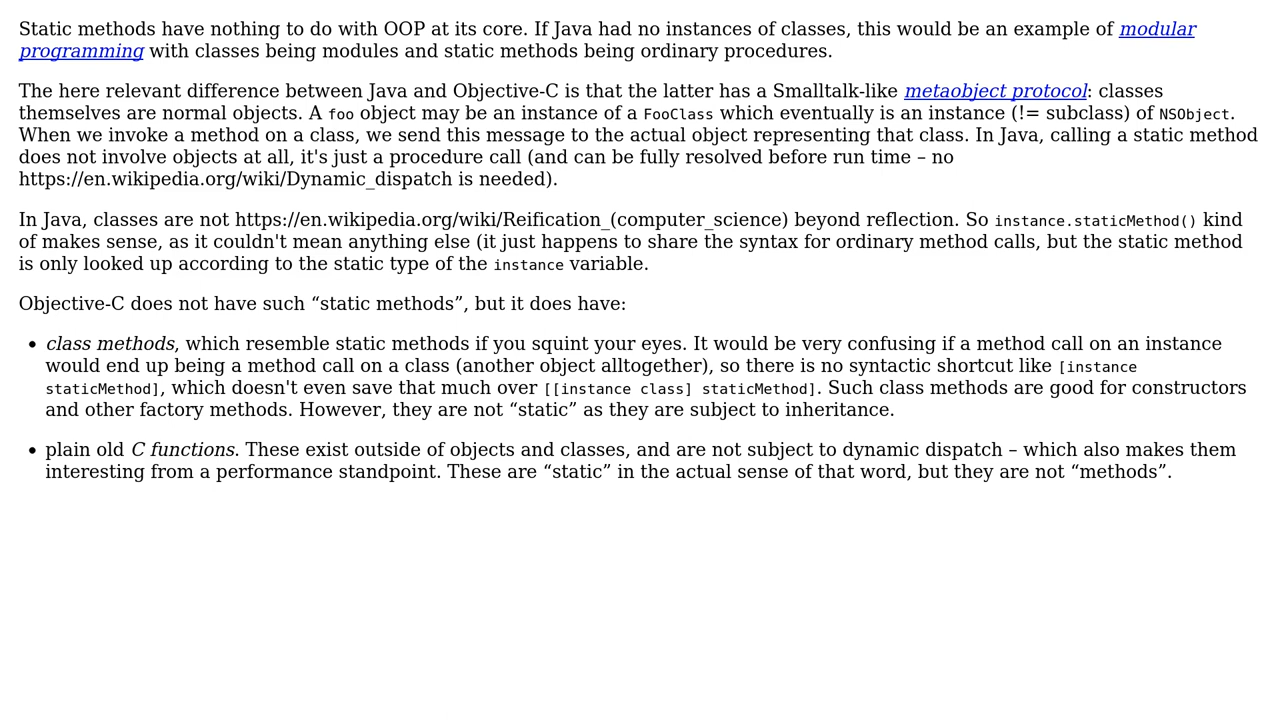 Static methods have nothing to do with OOP at its core. If Java had no instances of classes, this would be an example of modular
programming with classes being modules and static methods being ordinary procedures.
The here relevant difference between Java and Objective-C is that the latter has a Smalltalk-like metaobject protocol: classes
themselves are normal objects. A foo object may be an instance of a FooClass which eventually is an instance (!= subclass) of NSObject.
When we invoke a method on a class, we send this message to the actual object representing that class. In Java, calling a static method
does not involve objects at all, it's just a procedure call (and can be fully resolved before run time – no
https://en.wikipedia.org/wiki/Dynamic_dispatch is needed).
In Java, classes are not https://en.wikipedia.org/wiki/Reification_(computer_science) beyond reflection. So instance.staticMethod() kind
of makes sense, as it couldn't mean anything else (it just happens to share the syntax for ordinary method calls, but the static method
is only looked up according to the static type of the instance variable.
Objective-C does not have such “static methods”, but it does have:
• class methods, which resemble static methods if you squint your eyes. It would be very confusing if a method call on an instance
would end up being a method call on a class (another object alltogether), so there is no syntactic shortcut like [instance
staticMethod], which doesn't even save that much over [[instance class] staticMethod]. Such class methods are good for constructors
and other factory methods. However, they are not “static” as they are subject to inheritance.
• plain old C functions. These exist outside of objects and classes, and are not subject to dynamic dispatch – which also makes them
interesting from a performance standpoint. These are “static” in the actual sense of that word, but they are not “methods”.